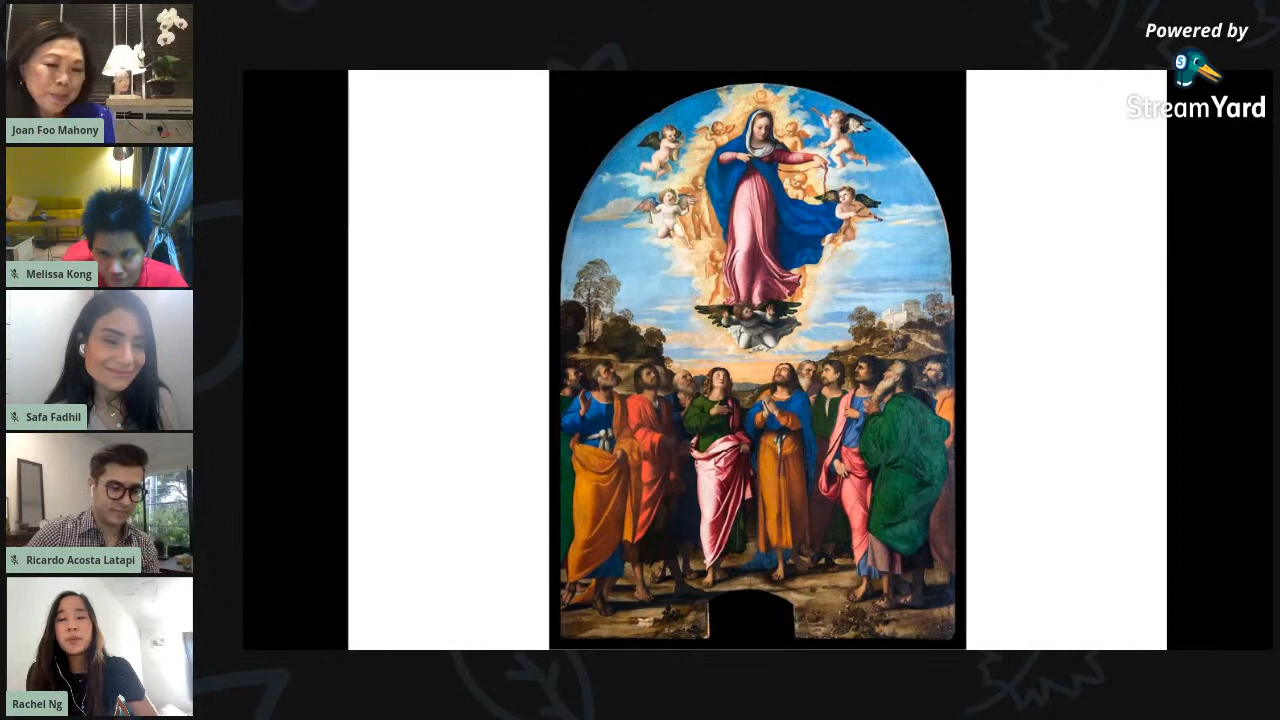 Joan Foo Mahony
Melissa Kong
Safa Fadhil
Ricardo Acosta Latapi
Rachel Ng
Powered by
S
StreamYard